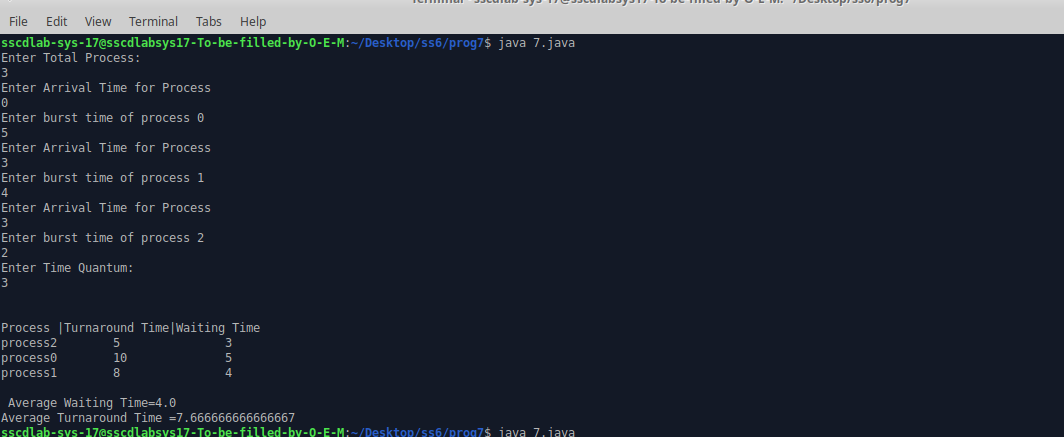 Terminal - sscdlab-sys-17@sscdlabsys17-To-be-filled-by-O-E-M: ~/Desktop/ss6/prog7
File Edit View Terminal Tabs Help
sscdlab-sys-17@sscdlabsys17-To-be-filled-by-O-E-M:~/Desktop/ss6/prog7$ java 7.java
Enter Total Process:
3
Enter Arrival Time for Process
0
Enter burst time of process 0
5
Enter Arrival Time for Process
3
Enter burst time of process 1
4
Enter Arrival Time for Process
3
Enter burst time of process 2
2
Enter Time Quantum:
3
Process |Turnaround Time|Waiting Time
process2 5 3
process0 10 5
process1 8 4
Average Waiting Time=4.0
Average Turnaround Time =7.666666666666667
sscdlab-sys-17@sscdlabsys17-To-be-filled-by-O-E-M:~/Desktop/ss6/prog7$ java 7.java